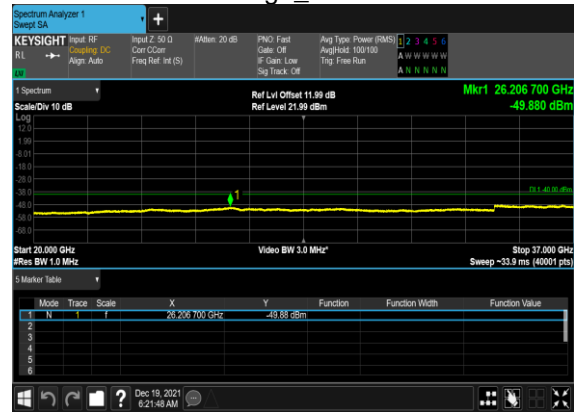 Spectrum Analyzer 1
Swept SA
+
KEYSIGHT Input: RF Input Z: 50 Ω #Atten: 20 dB PNO: Fast Avg Type: Power (RMS) 1 2 3 4 5 6
RL Coupling: DC Corr CCorr Gate: Off Avg|Hold: 100/100 A W W W W W
Align: Auto Freq Ref: Int (S) IF Gain: Low Trig: Free Run
Sig Track: Off A N N N N N
1 Spectrum Ref Lvl Offset 11.99 dB Mkr1 26.206 700 GHz
Scale/Div 10 dB Ref Level 21.99 dBm -49.880 dBm
Log
12.0
1.99
-8.01
-18.0
-28.0
-38.0 1 DL1 -40.00 dBm
-48.0
-58.0
-68.0
Start 20.000 GHz Video BW 3.0 MHz* Stop 37.000 GHz
#Res BW 1.0 MHz Sweep ~33.9 ms (40001 pts)
5 Marker Table
Mode Trace Scale X Y Function Function Width Function Value
1 N 1 f 26.206 700 GHz -49.88 dBm
2
3
4
5
6
? Dec 19, 2021
6:21:48 AM